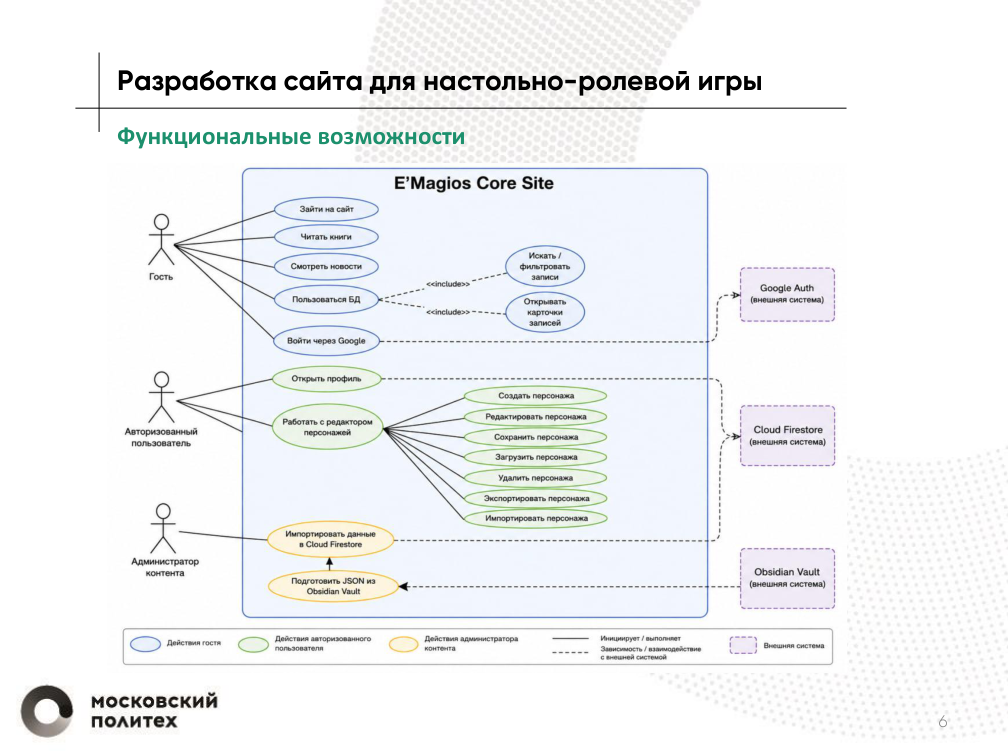 Разработка сайта для настольно-ролевой игры
Функциональные возможности
E'Magios Core Site
Гость
Зайти на сайт
Читать книги
Смотреть новости
Пользоваться БД
<<include>>
<<include>>
Искать /
фильтровать
записи
Открывать
карточки
записей
Войти через Google
Google Auth
(внешняя система)
Авторизованный
пользователь
Открыть профиль
Работать с редактором
персонажей
Создать персонажа
Редактировать персонажа
Сохранить персонажа
Загрузить персонажа
Удалить персонажа
Экспортировать персонажа
Импортировать персонажа
Cloud Firestore
(внешняя система)
Администратор
контента
Импортировать данные
в Cloud Firestore
Подготовить JSON из
Obsidian Vault
Obsidian Vault
(внешняя система)
Действия гостя
Действия авторизованного
пользователя
Действия администратора
контента
Инициирует / выполняет
Зависимость / взаимодействие
с внешней системой
Внешняя система
МОСКОВСКИЙ
ПОЛИТЕХ
6